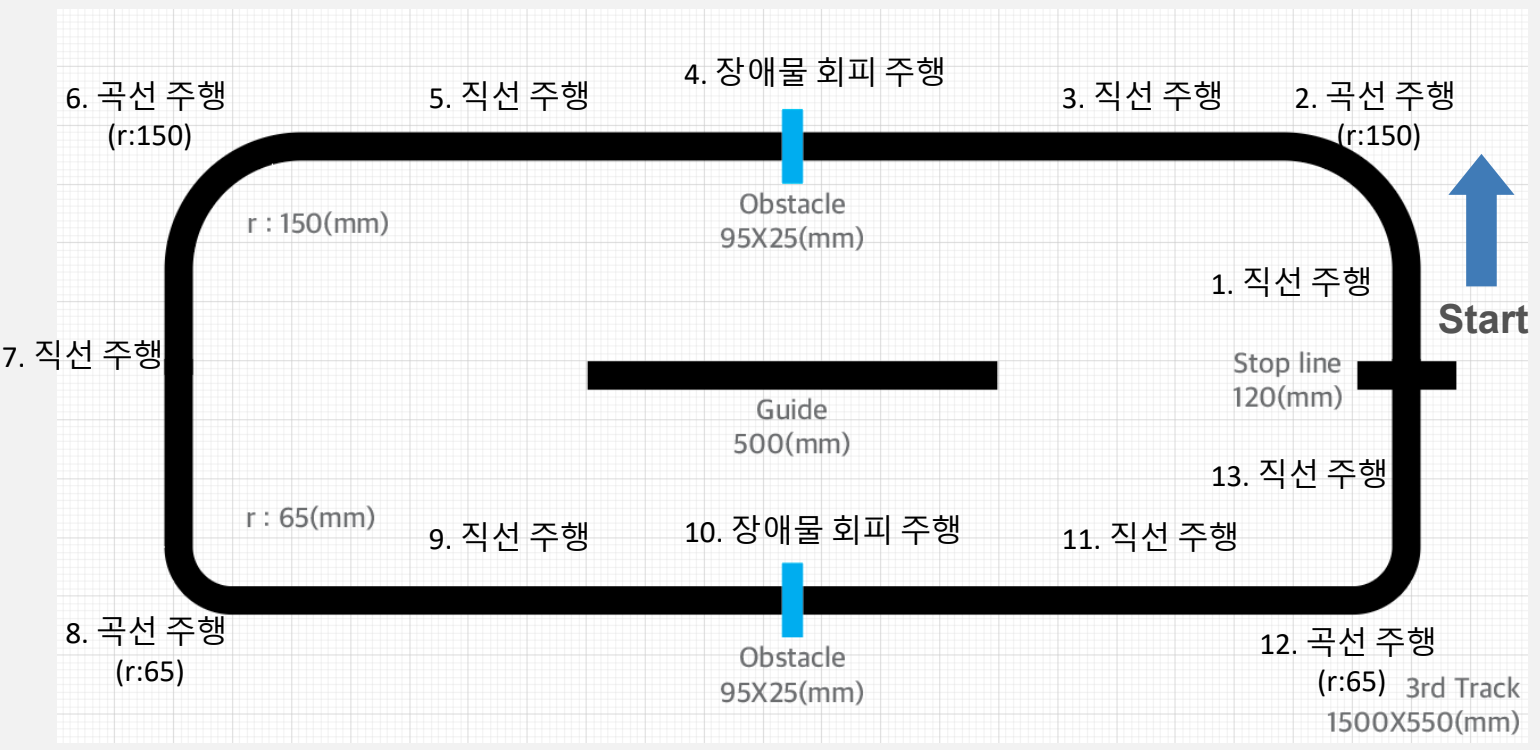 4. 장애물 회피 주행
6. 곡선 주행
(r:150)
5. 직선 주행
3. 직선 주행
2. 곡선 주행
(r:150)
r : 150(mm)
Obstacle
95X25(mm)
1. 직선 주행
Start
7. 직선 주행
Stop line
120(mm)
Guide
500(mm)
13. 직선 주행
r : 65(mm)
9. 직선 주행
10. 장애물 회피 주행
11. 직선 주행
8. 곡선 주행
(r:65)
Obstacle
95X25(mm)
12. 곡선 주행
(r:65)
3rd Track
1500X550(mm)